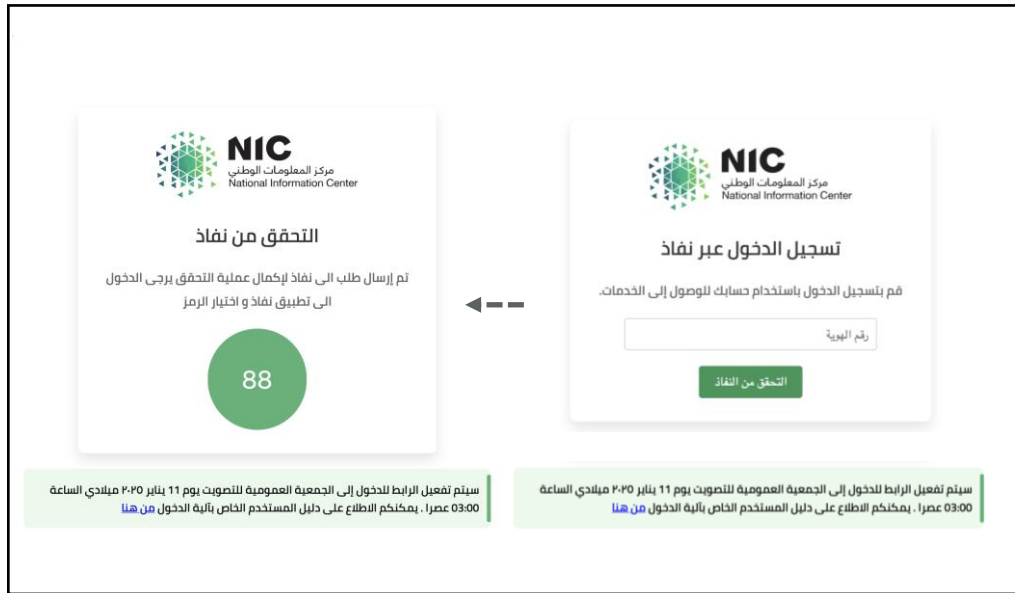 NIC
مركز المعلومات الوطني
National Information Center
تسجيل الدخول عبر نفاذ
قم بتسجيل الدخول باستخدام حسابك للوصول إلى الخدمات.
رقم الهوية
التحقق من النفاذ
سيتم تفعيل الرابط للدخول إلى الجمعية العمومية للتصويت يوم 11 يناير ٢٠٢٥ ميلادي الساعة
03:00 عصرا . يمكنكم الاطلاع على دليل المستخدم الخاص بآلية الدخول من هنا
NIC
مركز المعلومات الوطني
National Information Center
التحقق من نفاذ
تم إرسال طلب الى نفاذ لإكمال عملية التحقق يرجى الدخول
الى تطبيق نفاذ و اختيار الرمز
88
سيتم تفعيل الرابط للدخول إلى الجمعية العمومية للتصويت يوم 11 يناير ٢٠٢٥ ميلادي الساعة
03:00 عصرا . يمكنكم الاطلاع على دليل المستخدم الخاص بآلية الدخول من هنا